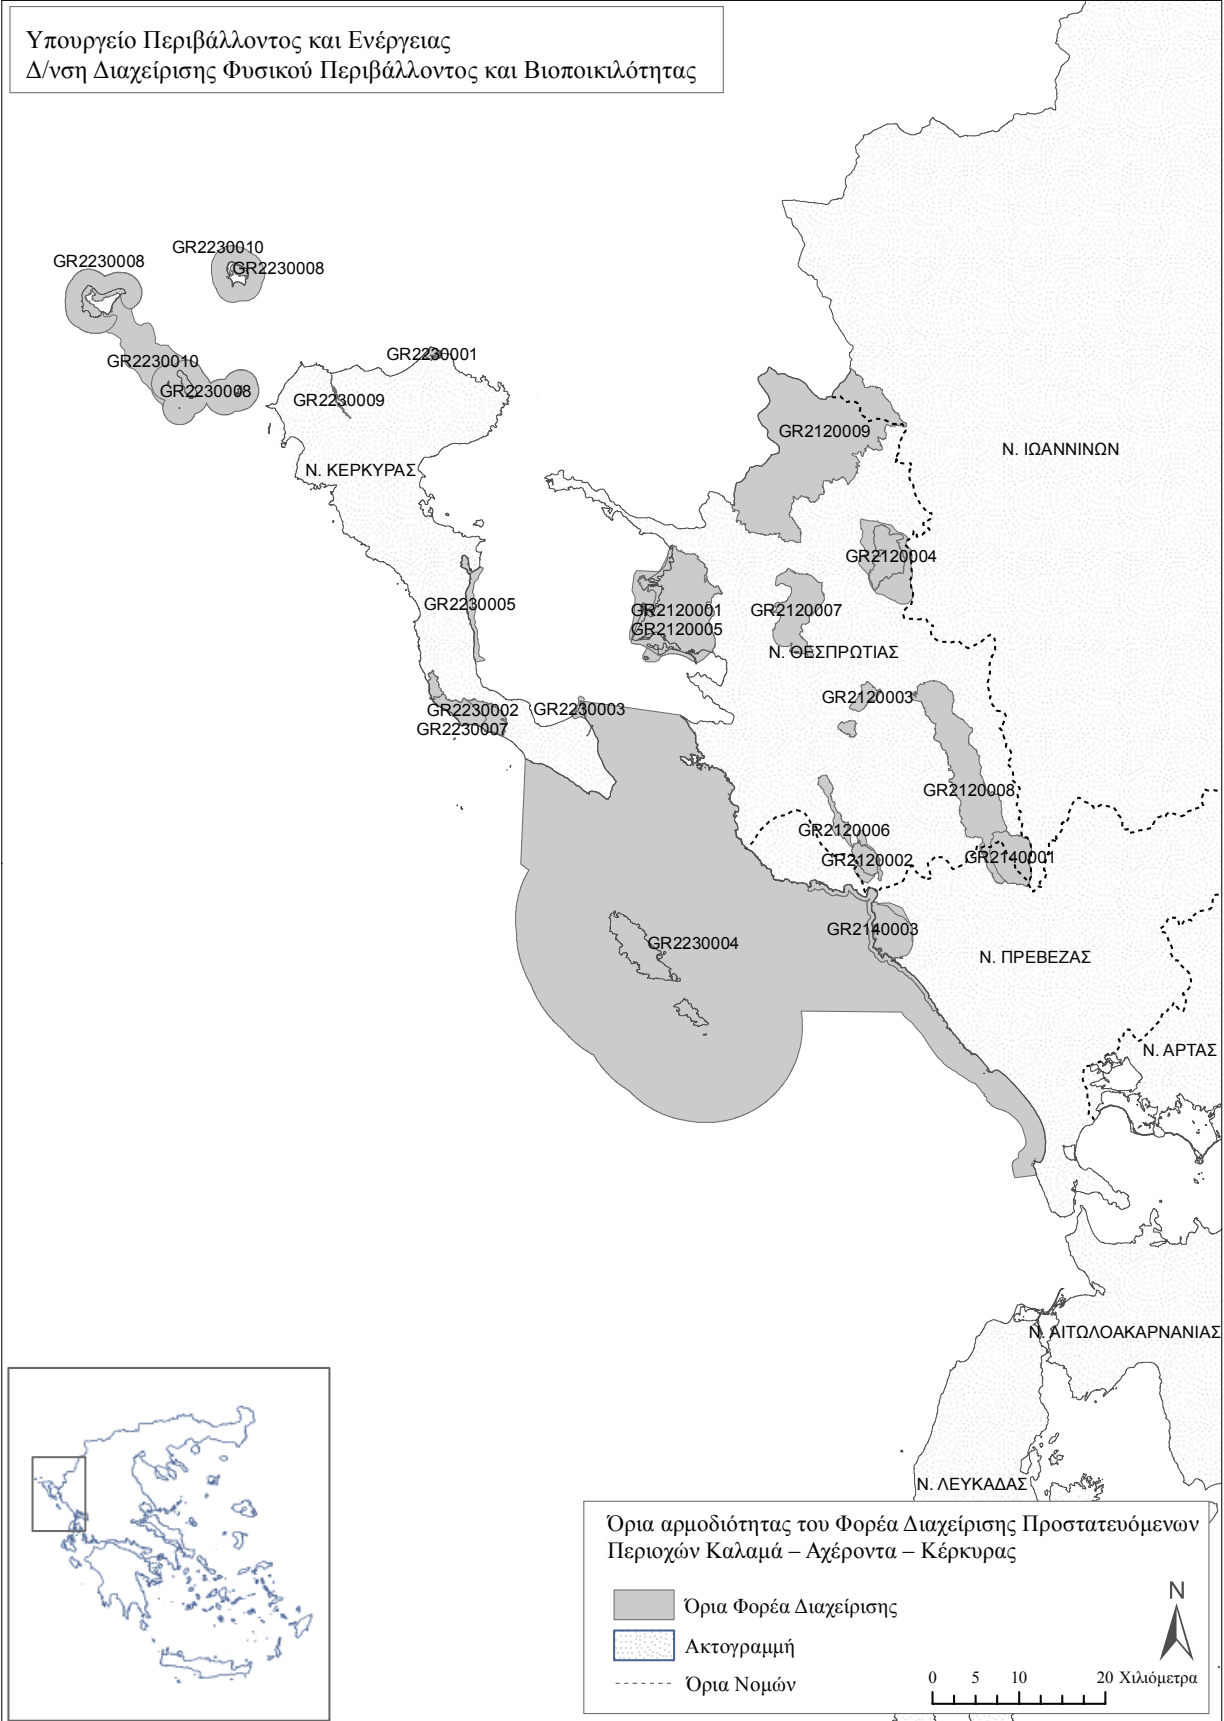 Υπουργείο Περιβάλλοντος και Ενέργειας
Δ/νση Διαχείρισης Φυσικού Περιβάλλοντος και Βιοποικιλότητας
GR2230010
GR2230008
GR2230008
GR2230001
GR2230010
GR2230008
GR2230009
GR2120009
Ν. ΙΩΑΝΝΙΝΩΝ
Ν. ΚΕΡΚΥΡΑΣ
GR2120004
GR2230005
GR2120001
GR2120007
GR2120005
Ν. ΘΕΣΠΡΩΤΙΑΣ
GR2120003
GR2230002
GR2230003
GR2230007
GR2120008
GR2120006
GR2120002
GR2140001
GR2140003
GR2230004
Ν. ΠΡΕΒΕΖΑΣ
Ν. ΑΡΤΑΣ
Ν. ΑΙΤΩΛΟΑΚΑΡΝΑΝΙΑΣ
Ν. ΛΕΥΚΑΔΑΣ
Όρια αρμοδιότητας του Φορέα Διαχείρισης Προστατευόμενων
Περιοχών Καλαμά – Αχέροντα – Κέρκυρας
Όρια Φορέα Διαχείρισης
Ακτογραμμή
Όρια Νομών
N
0 5 10 20 Χιλιόμετρα